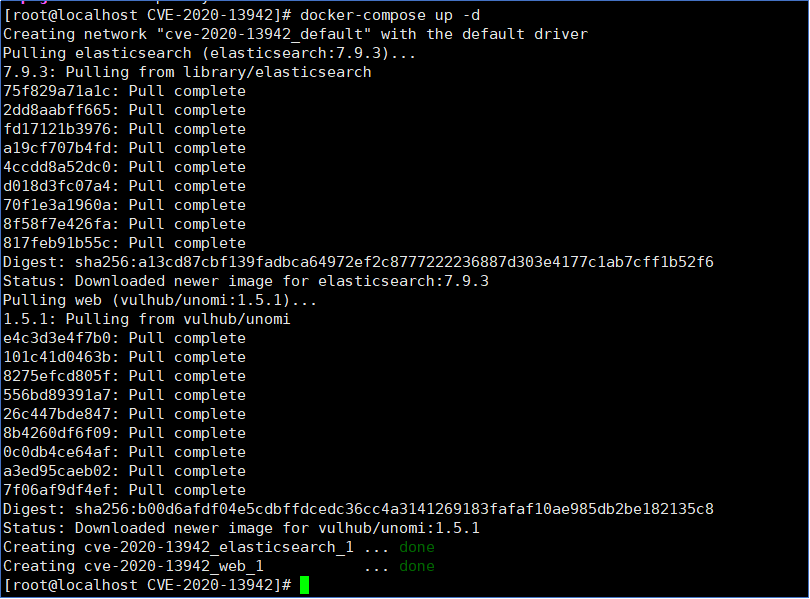 [root@localhost CVE-2020-13942]# docker-compose up -d
Creating network "cve-2020-13942_default" with the default driver
Pulling elasticsearch (elasticsearch:7.9.3)...
7.9.3: Pulling from library/elasticsearch
75f829a71a1c: Pull complete
2dd8aabff665: Pull complete
fd17121b3976: Pull complete
a19cf707b4fd: Pull complete
4ccdd8a52dc0: Pull complete
d018d3fc07a4: Pull complete
70f1e3a1960a: Pull complete
8f58f7e426fa: Pull complete
817feb91b55c: Pull complete
Digest: sha256:a13cd87cbf139fadbca64972ef2c8777222236887d303e4177c1ab7cff1b52f6
Status: Downloaded newer image for elasticsearch:7.9.3
Pulling web (vulhub/unomi:1.5.1)...
1.5.1: Pulling from vulhub/unomi
e4c3d3e4f7b0: Pull complete
101c41d0463b: Pull complete
8275efcd805f: Pull complete
556bd89391a7: Pull complete
26c447bde847: Pull complete
8b4260df6f09: Pull complete
0c0db4ce64af: Pull complete
a3ed95caeb02: Pull complete
7f06af9df4ef: Pull complete
Digest: sha256:b00d6afdf04e5cdbffdcedc36cc4a3141269183fafaf10ae985db2be182135c8
Status: Downloaded newer image for vulhub/unomi:1.5.1
Creating cve-2020-13942_elasticsearch_1 ... done
Creating cve-2020-13942_web_1           ... done
[root@localhost CVE-2020-13942]#